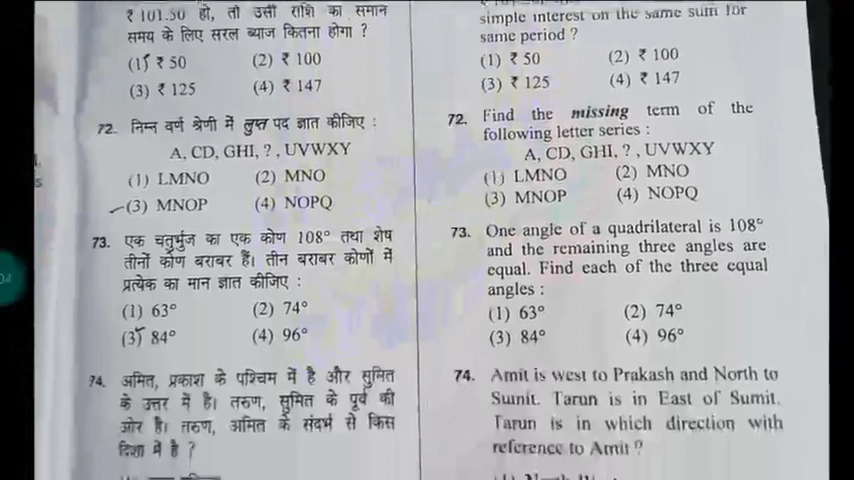 ₹ 101.50 हो, तो उसी राशि का समान
समय के लिए सरल ब्याज कितना होगा ?
(1) ₹ 50 (2) ₹ 100
(3) ₹ 125 (4) ₹ 147
72. निम्न वर्ण श्रेणी में लुप्त पद ज्ञात कीजिए :
A, CD, GHI, ? , UVWXY
(1) LMNO (2) MNO
(3) MNOP (4) NOPQ
73. एक चतुर्भुज का एक कोण 108° तथा शेष
तीनों कोण बराबर हैं। तीन बराबर कोणों में
प्रत्येक का मान ज्ञात कीजिए :
(1) 63° (2) 74°
(3) 84° (4) 96°
74. अमित, प्रकाश के पश्चिम में है और सुमित
के उत्तर में है। तरुण, सुमित के पूर्व की
ओर है। तरुण, अमित के संदर्भ से किस
दिशा में है ?
simple interest on the same sum for
same period ?
(1) ₹ 50 (2) ₹ 100
(3) ₹ 125 (4) ₹ 147
72. Find the missing term of the
following letter series :
A, CD, GHI, ? , UVWXY
(1) LMNO (2) MNO
(3) MNOP (4) NOPQ
73. One angle of a quadrilateral is 108°
and the remaining three angles are
equal. Find each of the three equal
angles :
(1) 63° (2) 74°
(3) 84° (4) 96°
74. Amit is west to Prakash and North to
Sumit. Tarun is in East of Sumit.
Tarun is in which direction with
reference to Amit ?